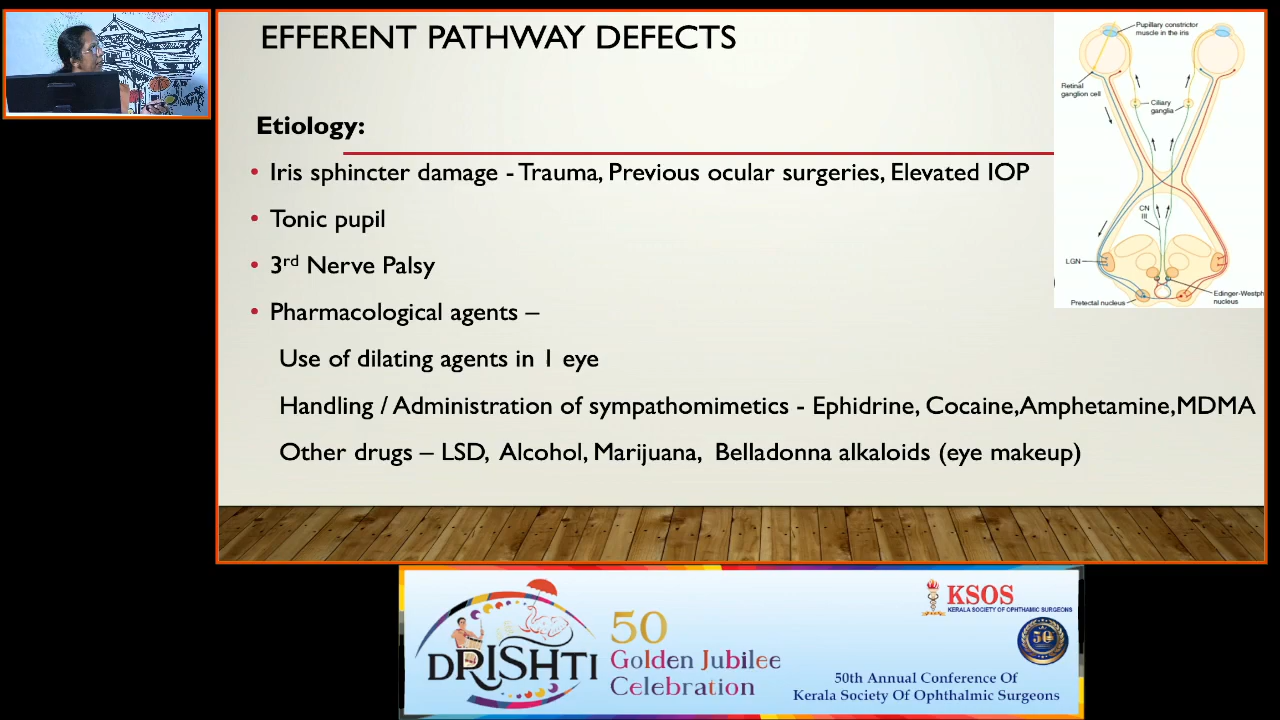 EFFERENT PATHWAY DEFECTS
Etiology:
• Iris sphincter damage - Trauma, Previous ocular surgeries, Elevated IOP
• Tonic pupil
• 3rd Nerve Palsy
• Pharmacological agents –
Use of dilating agents in 1 eye
Handling / Administration of sympathomimetics - Ephidrine, Cocaine,Amphetamine,MDMA
Other drugs – LSD, Alcohol, Marijuana, Belladonna alkaloids (eye makeup)
Pupillary constrictor
muscle in the iris
Retinal
ganglion cell
Ciliary
ganglia
CN
III
LGN
Pretectal nucleus
Edinger-Westph
nucleus
DRISHTI
50
Golden Jubilee
Celebration
KSOS
KERALA SOCIETY OF OPHTHAMIC SURGEONS
50
50th Annual Conference Of
Kerala Society Of Ophthalmic Surgeons